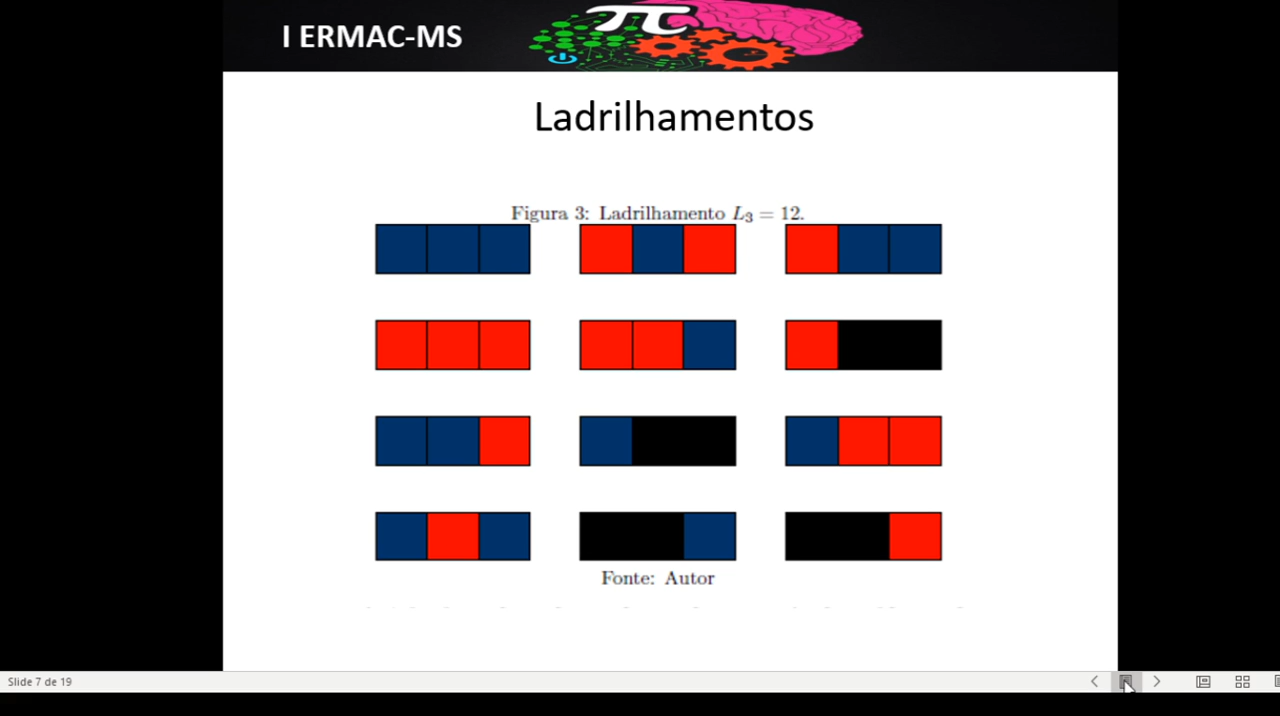 I ERMAC-MS
Ladrilhamentos
Figura 3: Ladrilhamento L₃ = 12.
Fonte: Autor
Slide 7 de 19